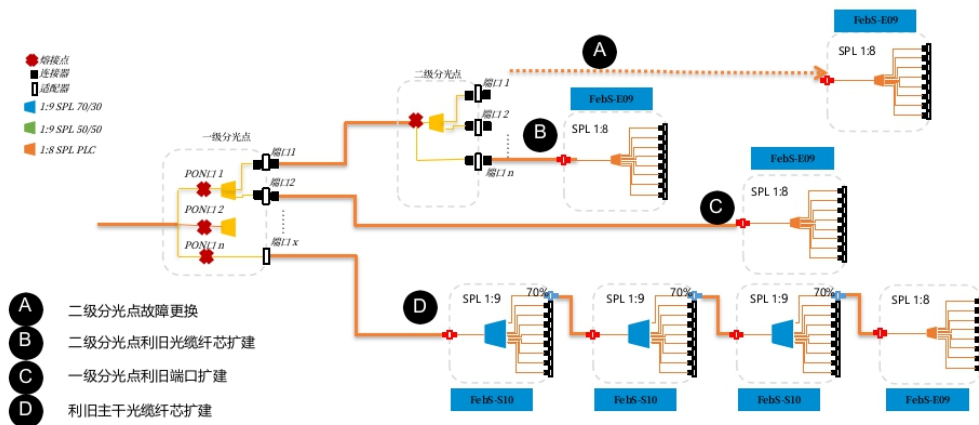 FebS-E09
A
SPL 1:8
熔接点
连接器
适配器
1:9 SPL 70/30
1:9 SPL 50/50
1:8 SPL PLC
二级分光点
端口1
端口2
端口n
FebS-E09
B
SPL 1:8
一级分光点
PON口1
PON口2
PON口n
端口1
端口2
端口x
FebS-E09
C
SPL 1:8
D
SPL 1:9
70%
SPL 1:9
70%
SPL 1:9
70%
SPL 1:8
FebS-S10
FebS-S10
FebS-S10
FebS-E09
A 二级分光点故障更换
B 二级分光点利旧光缆纤芯扩建
C 一级分光点利旧端口扩建
D 利旧主干光缆纤芯扩建